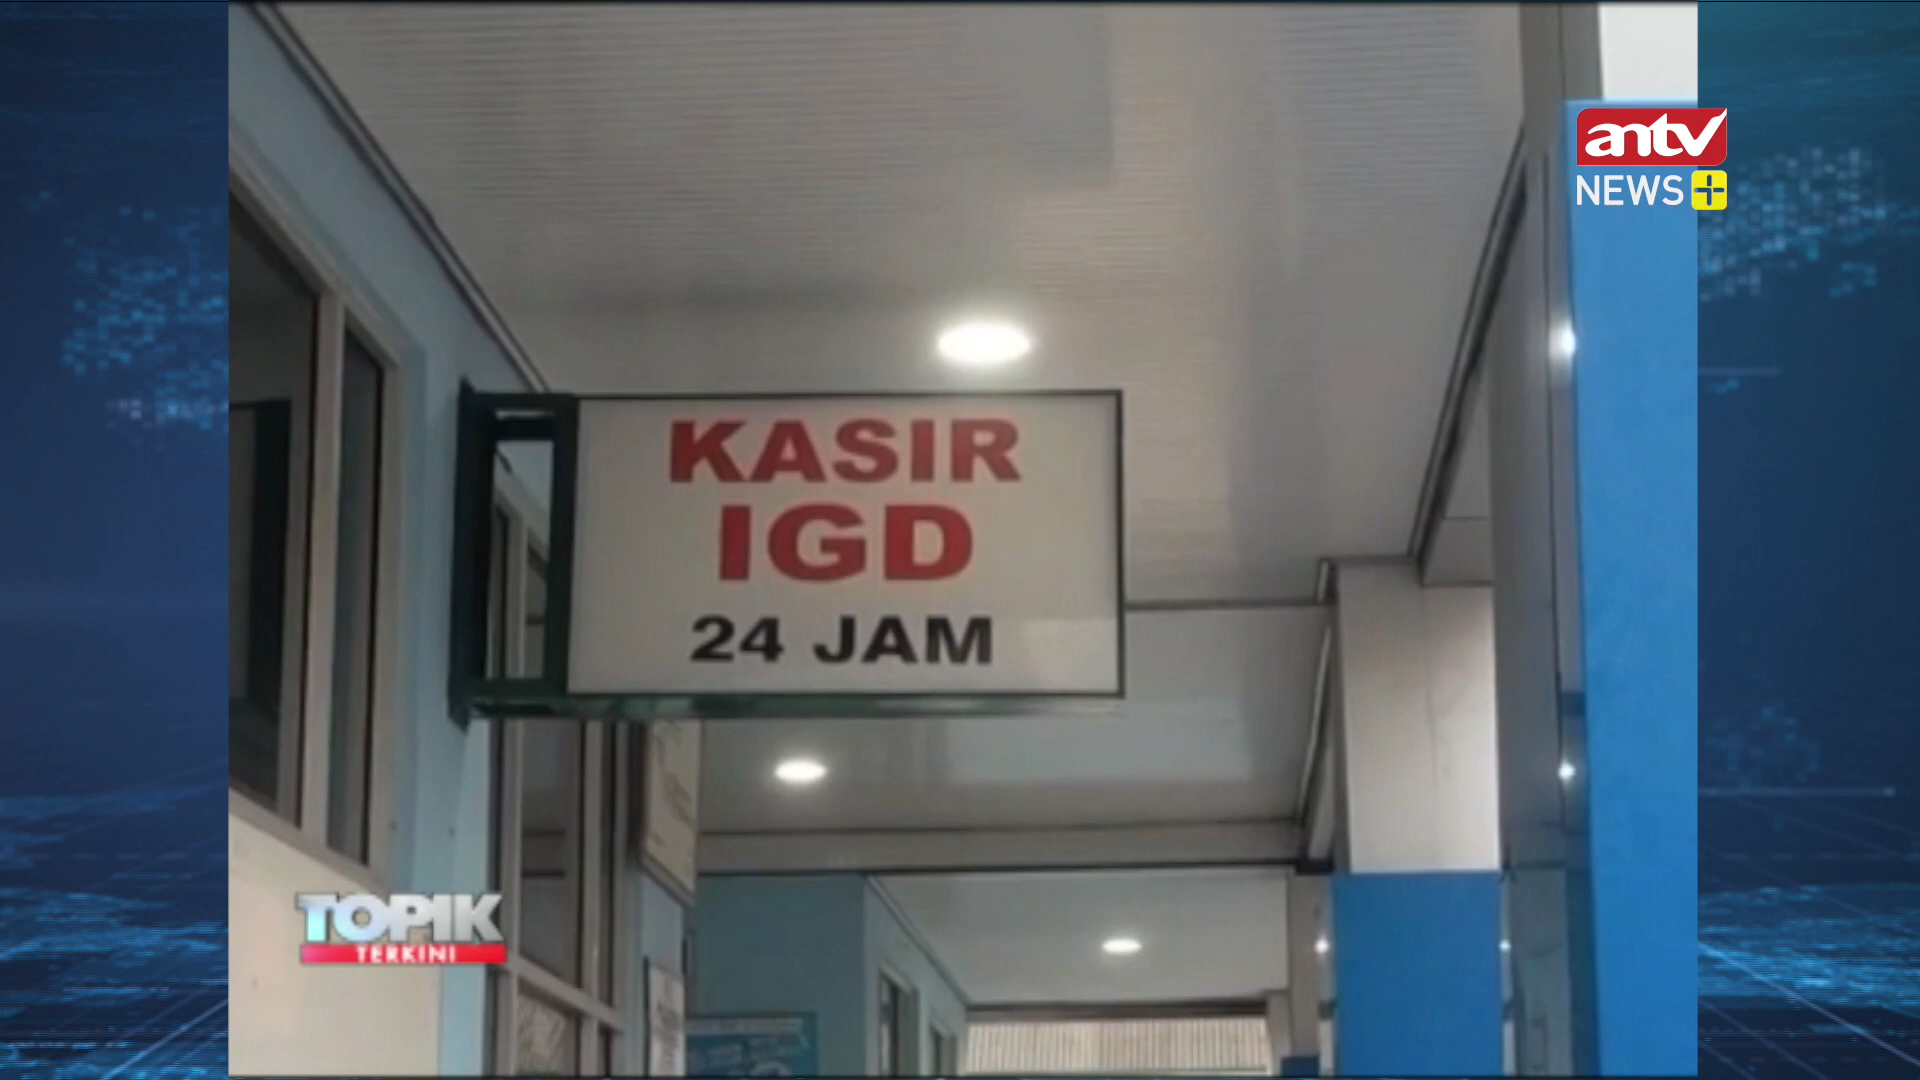 antv
NEWS+
KASIR
IGD
24 JAM
TOPIK
TERKINI